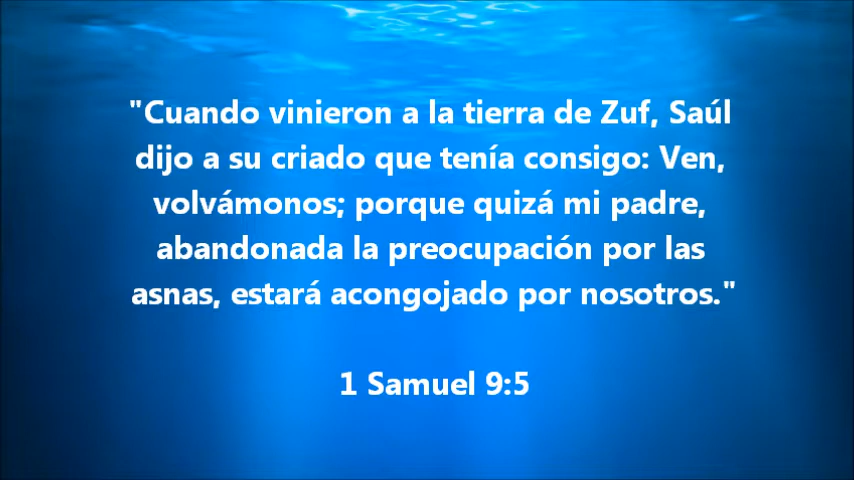 "Cuando vinieron a la tierra de Zuf, Saúl
dijo a su criado que tenía consigo: Ven,
volvámonos; porque quizá mi padre,
abandonada la preocupación por las
asnas, estará acongojado por nosotros."
1 Samuel 9:5